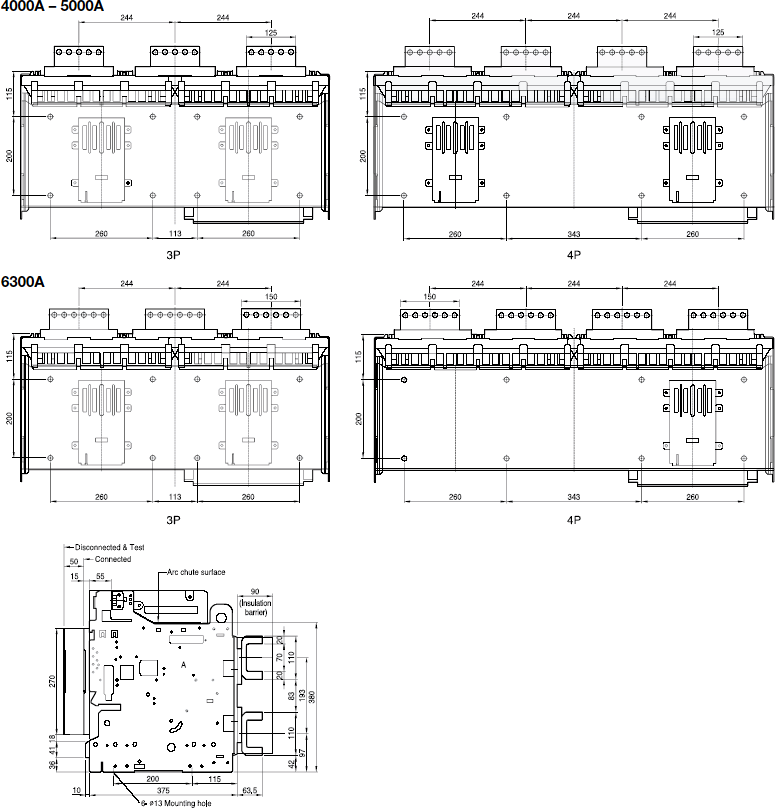 4000A – 5000A
244 244
125
115
200
260 113 260
3P
244 244 244
125
115
200
260 343 260
4P
6300A
244 244
150
115
200
260 113 260
3P
244 244 244
150
115
200
260 343 260
4P
Disconnected & Test
50 Connected
15 55
Arc chute surface
90
(Insulation
barrier)
A
270
18
41
36
20
70
20
110
83
110
42
193
97
380
200 115
10 375 63,5
6- ø13 Mounting hole